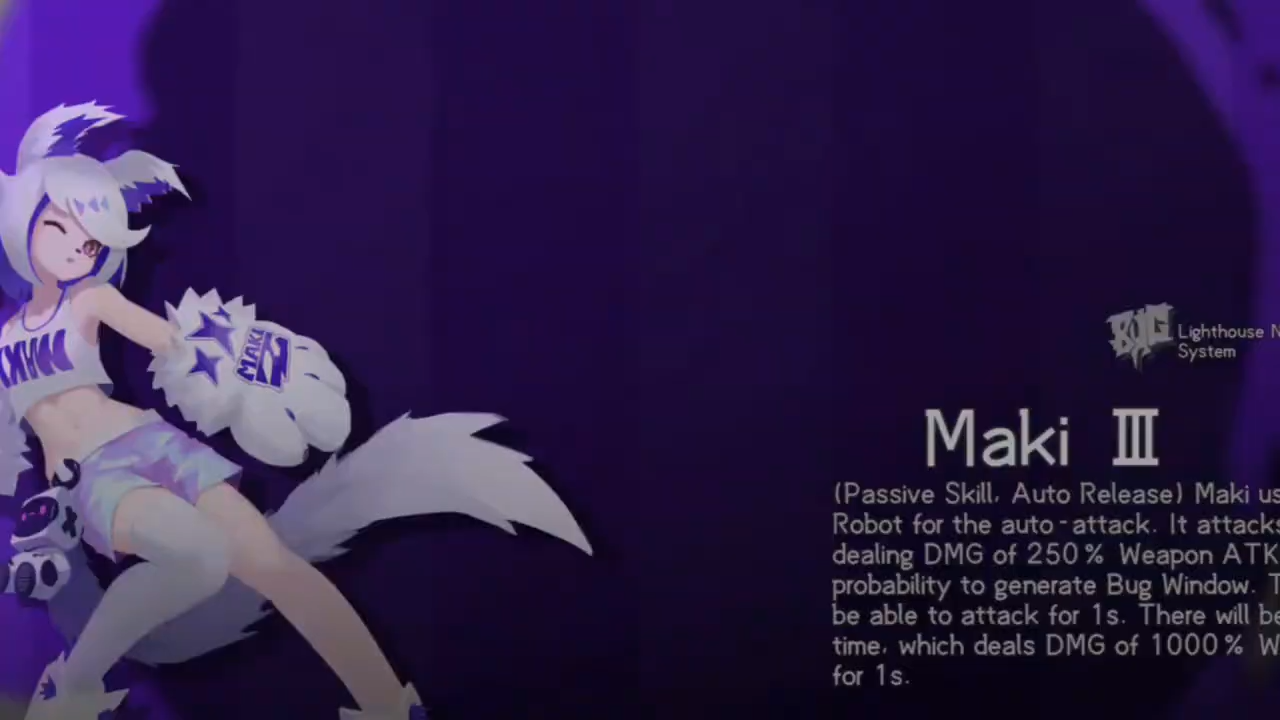 MAKI
MAKI
BUG
Lighthouse N
System
Maki III
(Passive Skill, Auto Release) Maki us
Robot for the auto-attack. It attacks
dealing DMG of 250% Weapon ATK
probability to generate Bug Window. T
be able to attack for 1s. There will be
time, which deals DMG of 1000% W
for 1s.